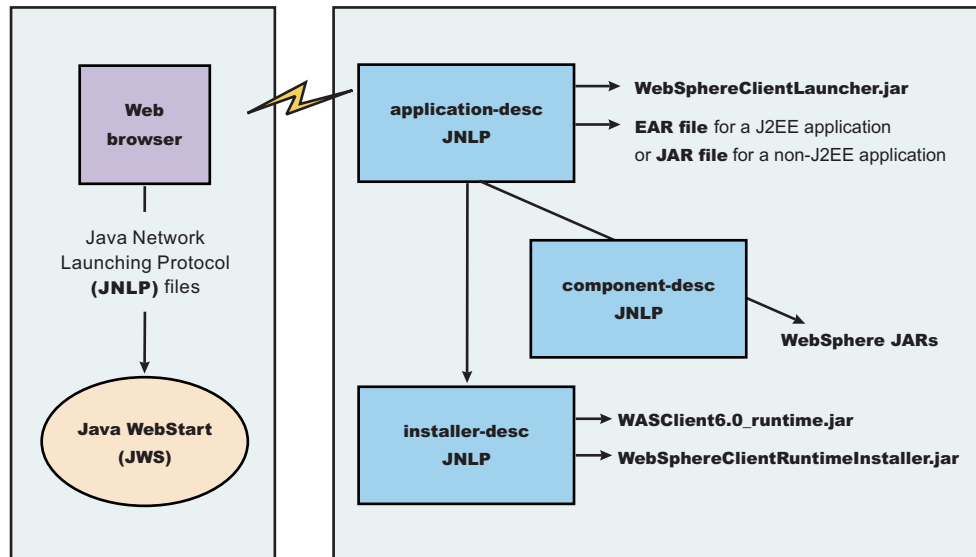 Web
browser
Java Network
Launching Protocol
(JNLP) files
Java WebStart
(JWS)
application-desc
JNLP
WebSphereClientLauncher.jar
EAR file for a J2EE application
or JAR file for a non-J2EE application
component-desc
JNLP
WebSphere JARs
installer-desc
JNLP
WASClient6.0_runtime.jar
WebSphereClientRuntimeInstaller.jar